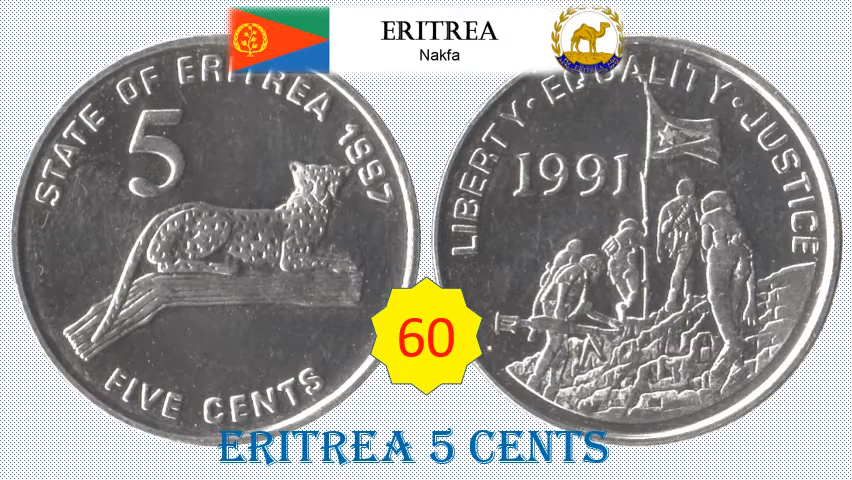 ERITREA
Nakfa
STATE OF ERITREA 1997
5
FIVE CENTS
LIBERTY·EQUALITY·JUSTICE
1991
60
ERITREA 5 CENTS